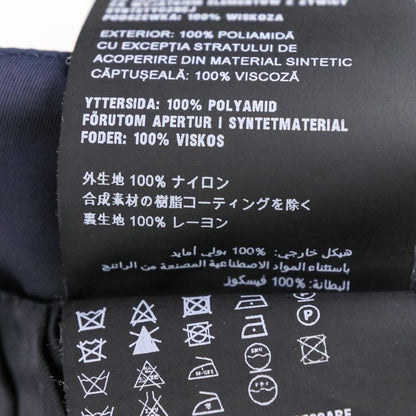 PODSZEWKA: 100% WISKOZA
EXTERIOR: 100% POLIAMIDĂ
CU EXCEPȚIA STRATULUI DE
ACOPERIRE DIN MATERIAL SINTETIC
CĂPTUȘEALĂ: 100% VISCOZĂ
YTTERSIDA: 100% POLYAMID
FÖRUTOM APERTUR I SYNTETMATERIAL
FODER: 100% VISKOS
外生地 100% ナイロン
合成素材の樹脂コーティングを除く
裏生地 100% レーヨン
هيكل خارجي: 100% بولي أمايد
باستثناء المواد الاصطناعية المصنعة من الراتنج
البطانة: 100% فيسكوز
P
P